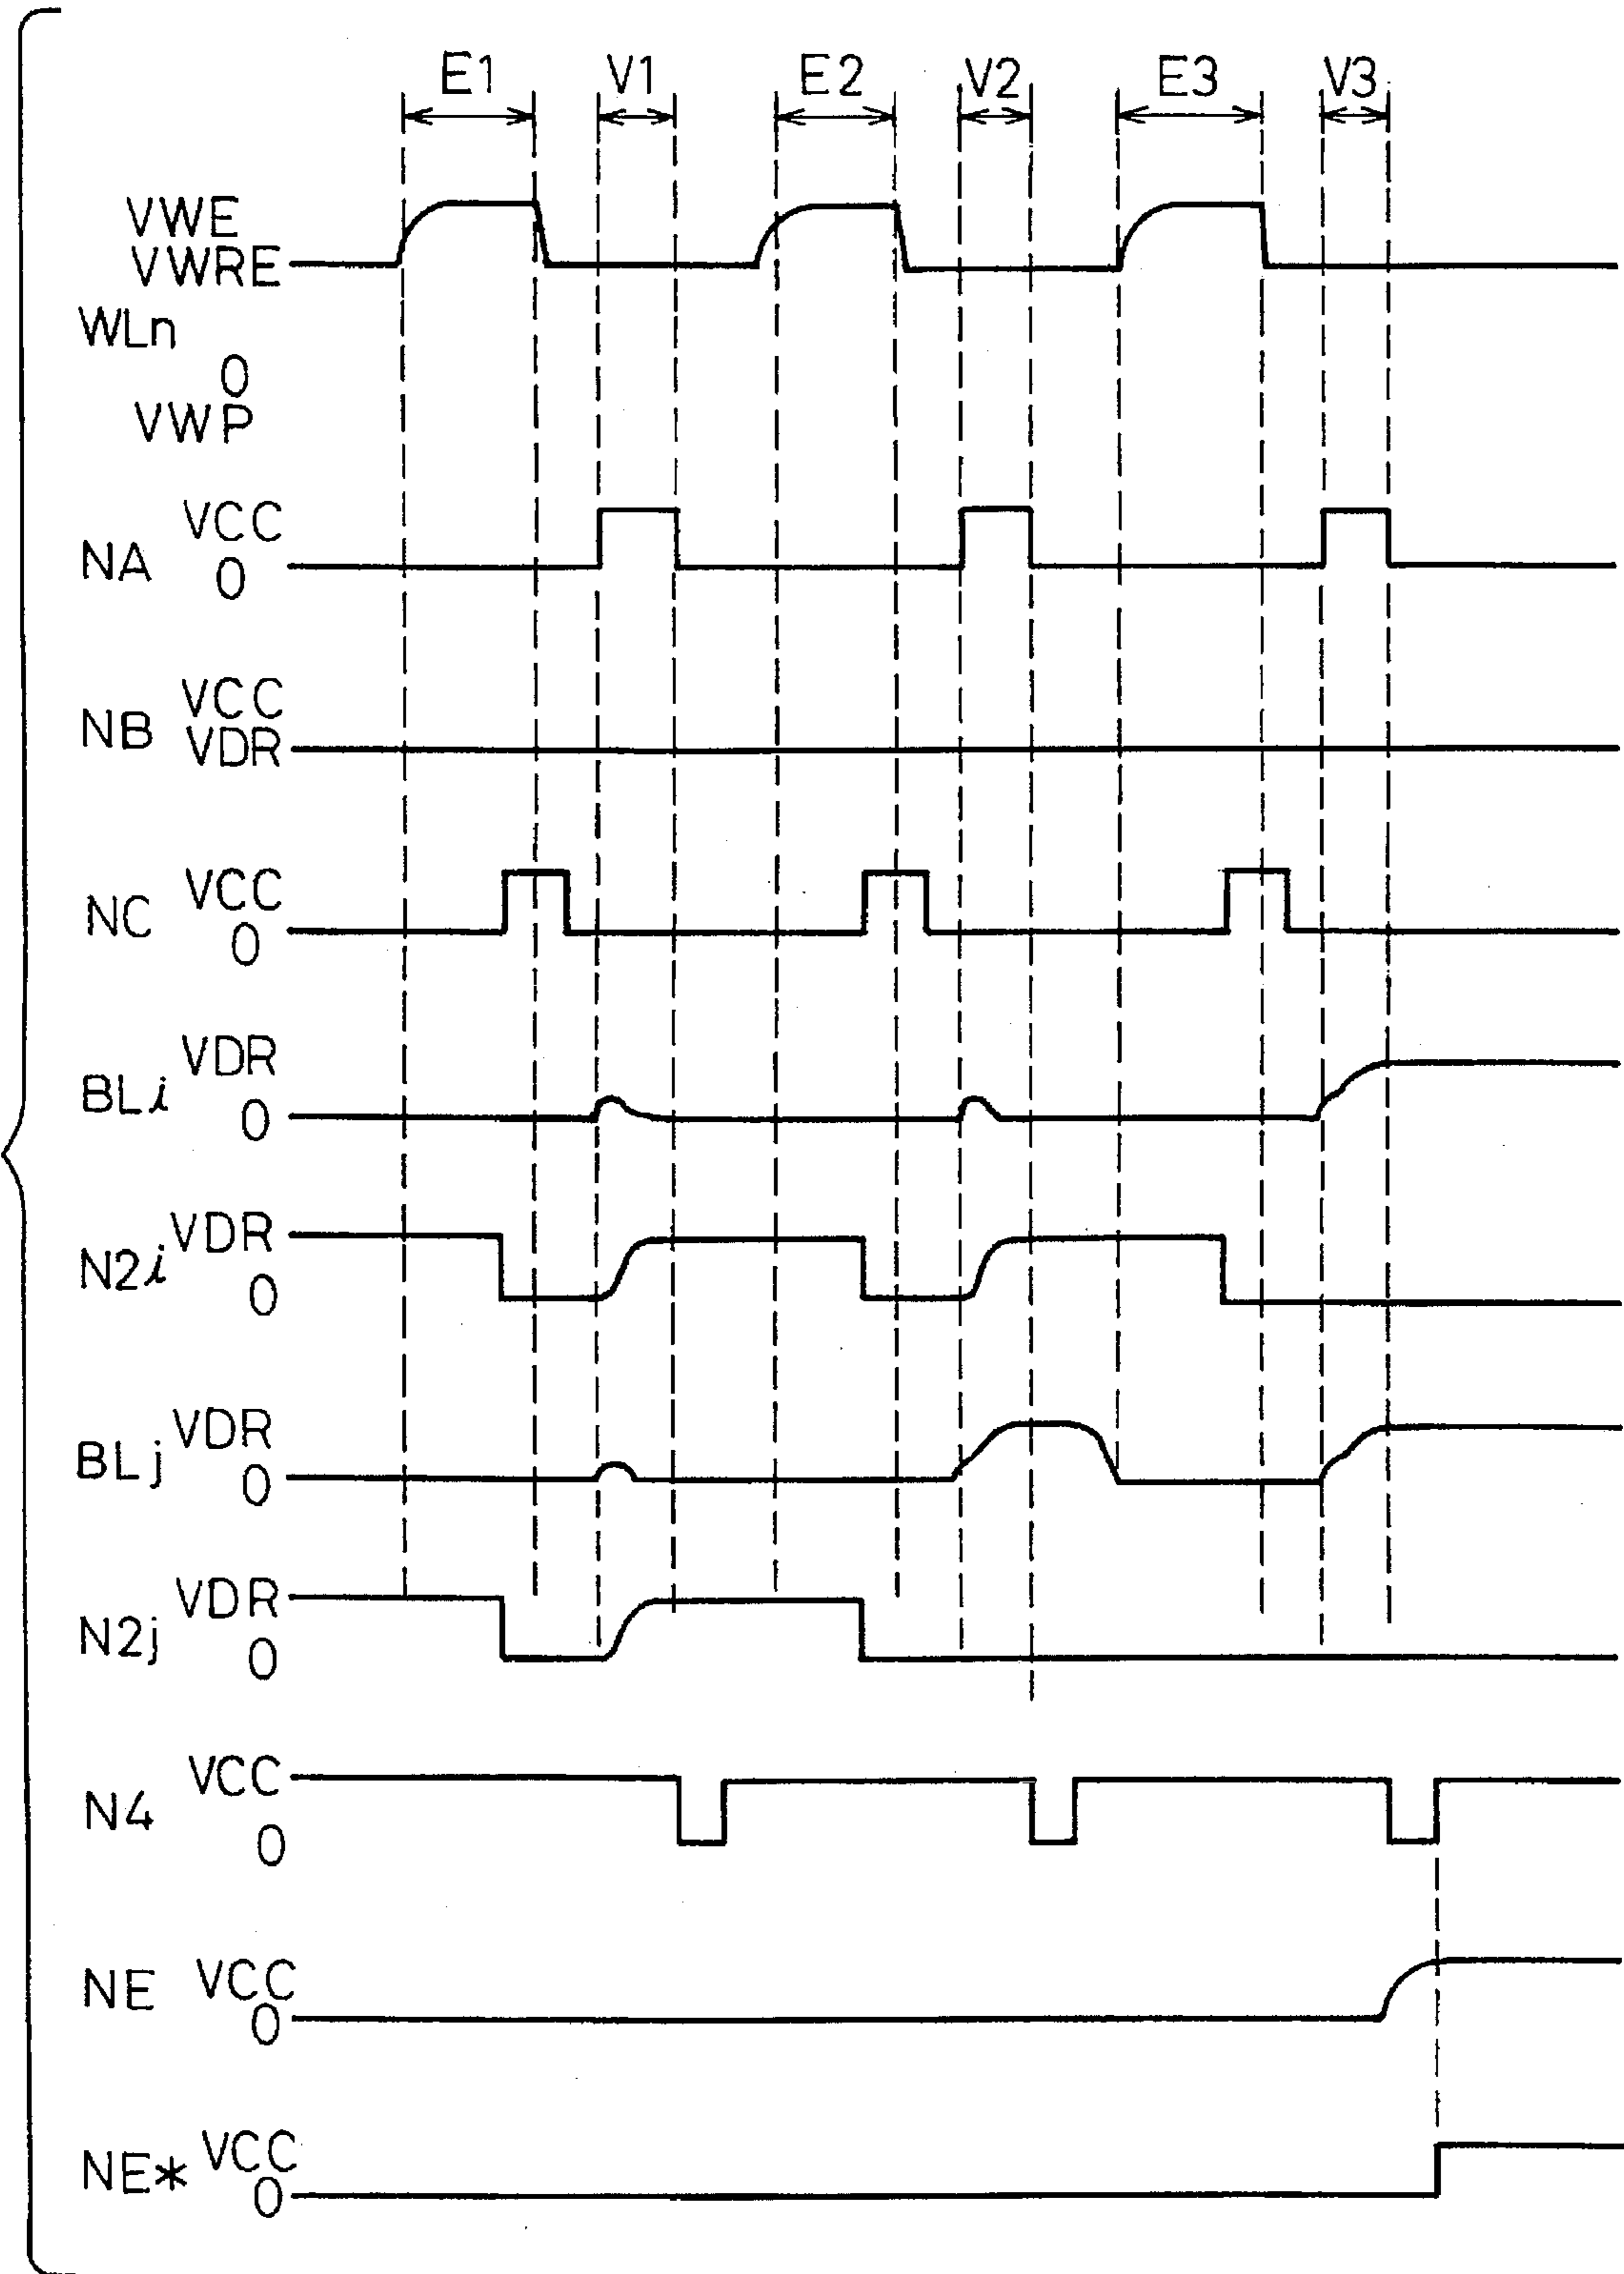 E1 V1 E2 V2 E3 V3
VWE
VWRE
WLn
0
VWP
VCC
NA 0
VCC
NB VDR
VCC
NC 0
VDR
BLi 0
VDR
N2i 0
VDR
BLj 0
VDR
N2j 0
VCC
N4 0
VCC
NE 0
VCC
NE* 0